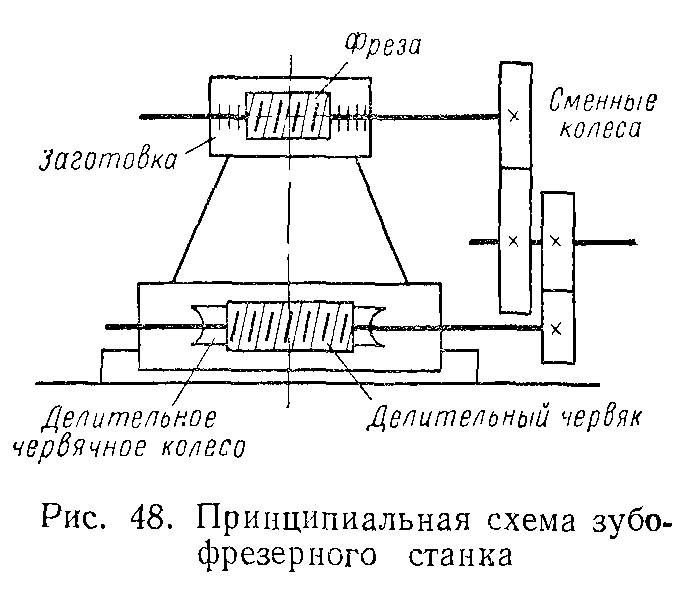 Фреза
Сменные
колеса
Заготовка
Делительное
червячное колесо
Делительный червяк
Рис. 48. Принципиальная схема зубо-
фрезерного станка